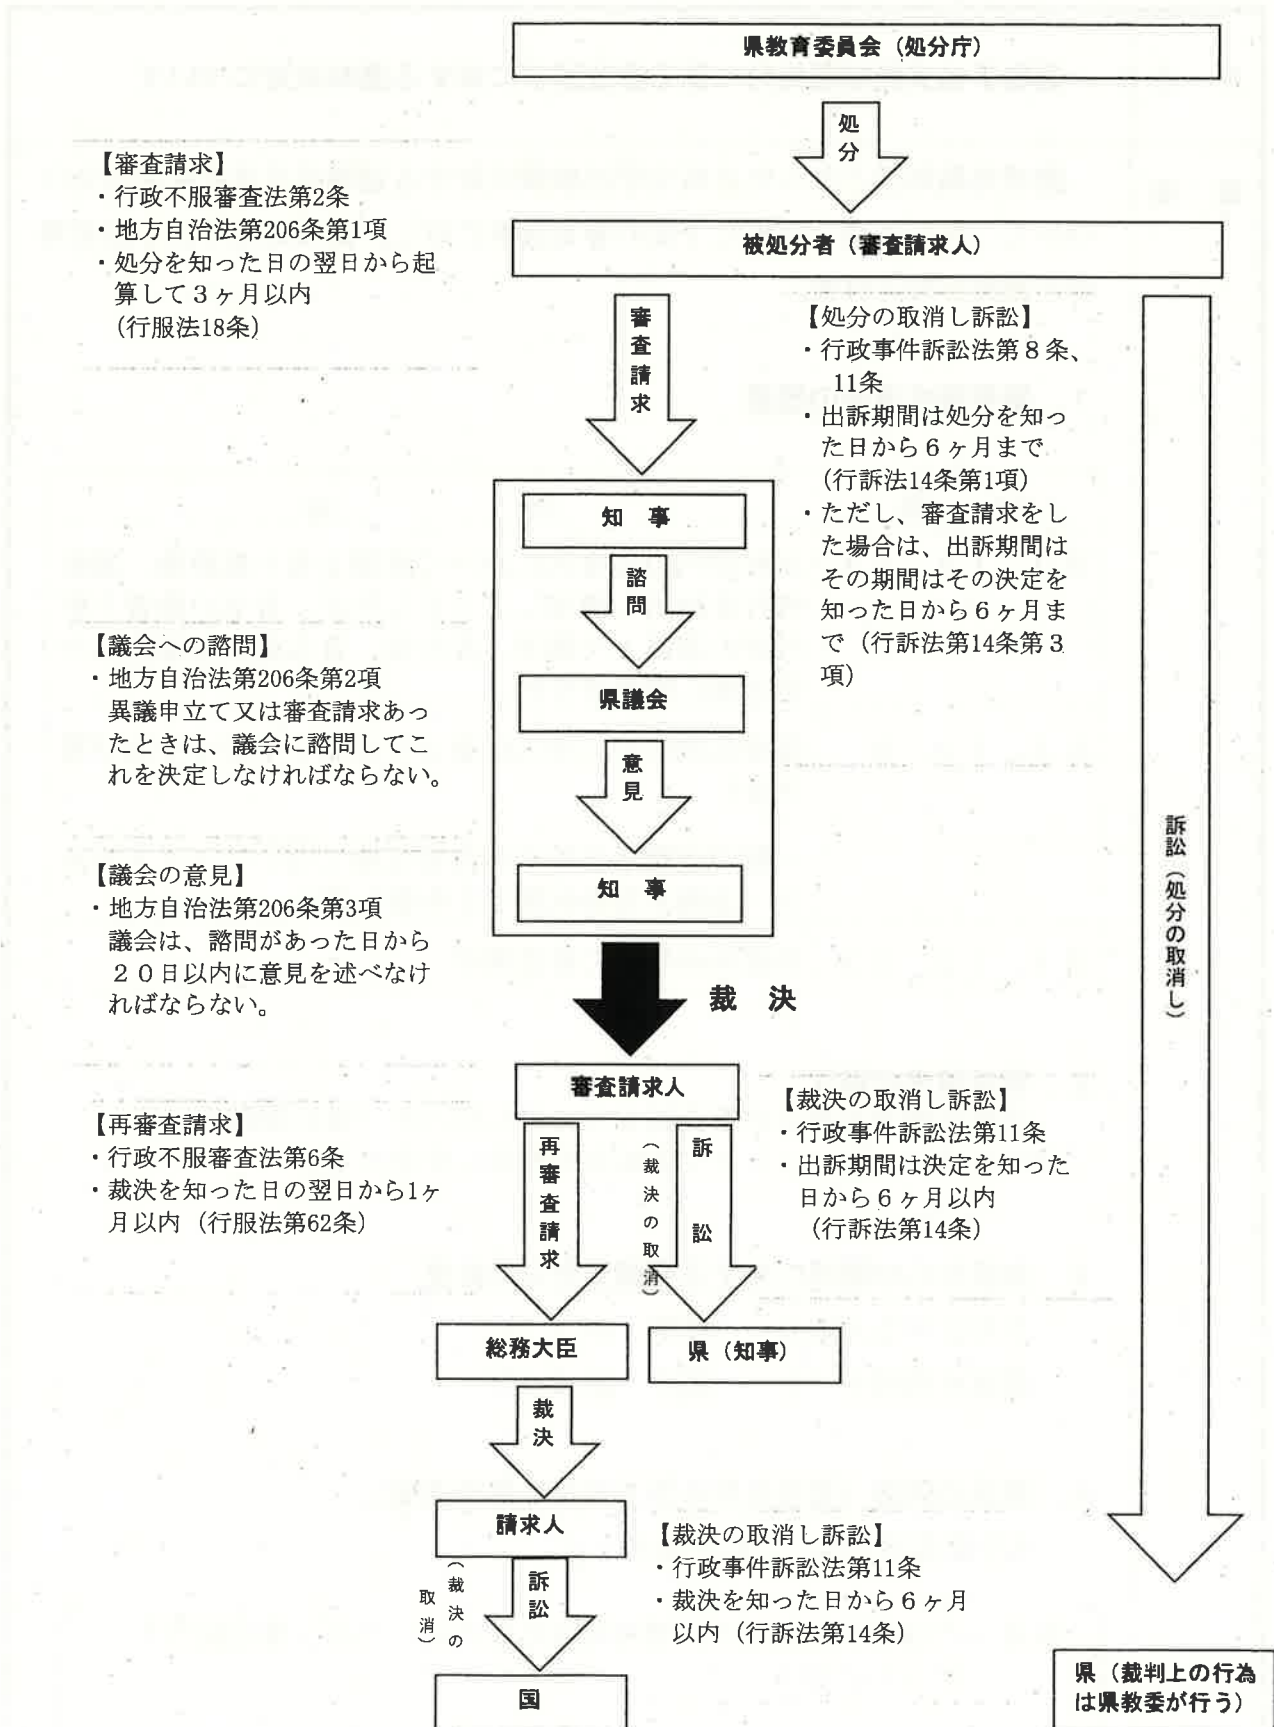 県教育委員会（処分庁）
処分
【審査請求】
・行政不服審査法第2条
・地方自治法第206条第1項
・処分を知った日の翌日から起
算して３ヶ月以内
(行服法18条)
被処分者（審査請求人）
審査請求
【処分の取消し訴訟】
・行政事件訴訟法第８条、
11条
・出訴期間は処分を知っ
た日から６ヶ月まで
(行訴法14条第1項)
・ただし、審査請求をし
た場合は、出訴期間は
その期間はその決定を
知った日から６ヶ月ま
で（行訴法第14条第３
項)
訴訟（処分の取消し）
知　事
諮問
【議会への諮問】
・地方自治法第206条第2項
異議申立て又は審査請求あっ
たときは、議会に諮問してこ
れを決定しなければならない。
県議会
意見
【議会の意見】
・地方自治法第206条第3項
議会は、諮問があった日から
２０日以内に意見を述べなけ
ればならない。
知　事
裁　決
審査請求人
【再審査請求】
・行政不服審査法第6条
・裁決を知った日の翌日から1ヶ
月以内（行服法第62条）
再審査請求
（裁決の取消）
訴訟
【裁決の取消し訴訟】
・行政事件訴訟法第11条
・出訴期間は決定を知った
日から６ヶ月以内
（行訴法第14条）
総務大臣
県（知事）
裁決
請求人
（裁決の
取消）
訴訟
【裁決の取消し訴訟】
・行政事件訴訟法第11条
・裁決を知った日から６ヶ月
以内（行訴法第14条）
国
県（裁判上の行為
は県教委が行う）